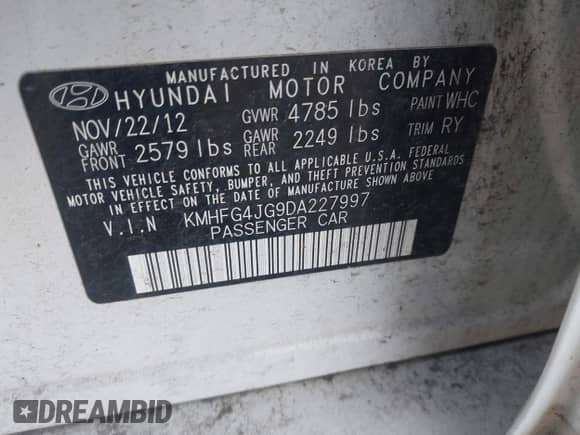 MANUFACTURED IN KOREA BY
HYUNDAI MOTOR COMPANY
NOV/22/12 GVWR 4785 lbs PAINT WHC
GAWR FRONT 2579 lbs GAWR REAR 2249 lbs TRIM RY
THIS VEHICLE CONFORMS TO ALL APPLICABLE U.S.A. FEDERAL
MOTOR VEHICLE SAFETY, BUMPER, AND THEFT PREVENTION STANDARDS
IN EFFECT ON THE DATE OF MANUFACTURE SHOWN ABOVE.
V.I.N KMHFG4JG9DA227997
PASSENGER CAR
DREAMBID